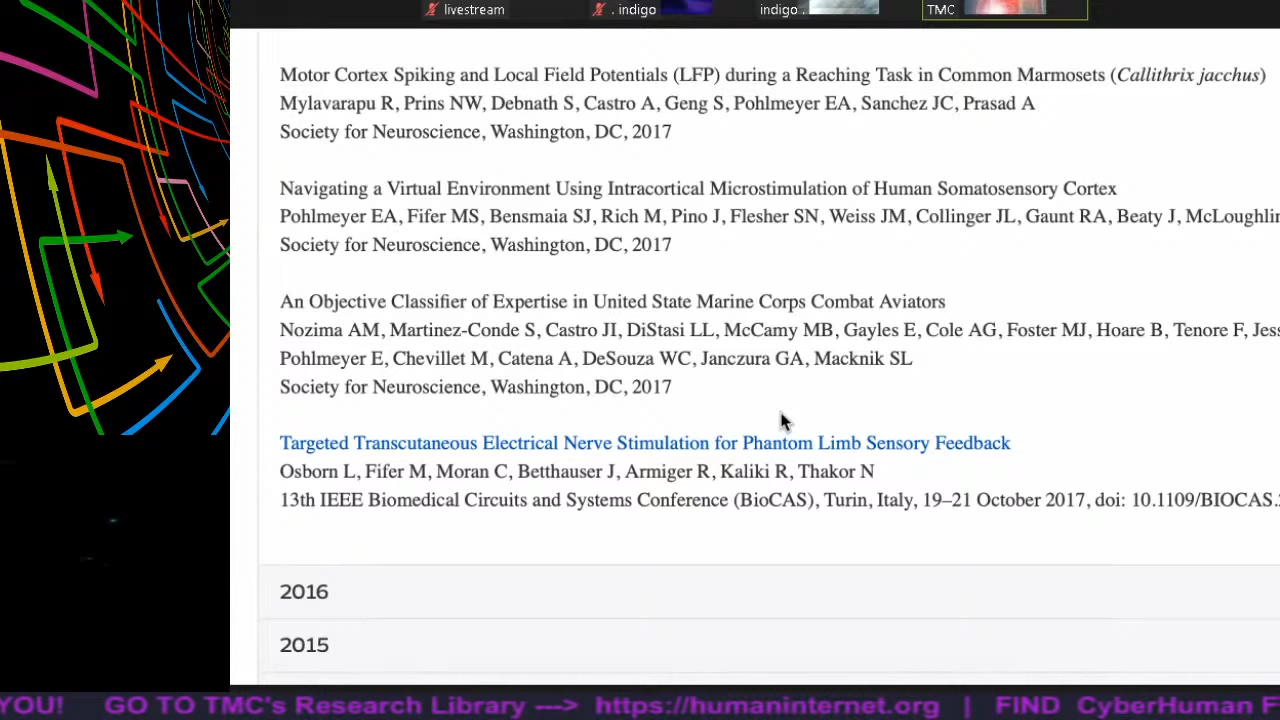 livestream
. indigo
indigo .
TMC
Motor Cortex Spiking and Local Field Potentials (LFP) during a Reaching Task in Common Marmosets (Callithrix jacchus)
Mylavarapu R, Prins NW, Debnath S, Castro A, Geng S, Pohlmeyer EA, Sanchez JC, Prasad A
Society for Neuroscience, Washington, DC, 2017
Navigating a Virtual Environment Using Intracortical Microstimulation of Human Somatosensory Cortex
Pohlmeyer EA, Fifer MS, Bensmaia SJ, Rich M, Pino J, Flesher SN, Weiss JM, Collinger JL, Gaunt RA, Beaty J, McLoughlin
Society for Neuroscience, Washington, DC, 2017
An Objective Classifier of Expertise in United State Marine Corps Combat Aviators
Nozima AM, Martinez-Conde S, Castro JI, DiStasi LL, McCamy MB, Gayles E, Cole AG, Foster MJ, Hoare B, Tenore F, Jess
Pohlmeyer E, Chevillet M, Catena A, DeSouza WC, Janczura GA, Macknik SL
Society for Neuroscience, Washington, DC, 2017
Targeted Transcutaneous Electrical Nerve Stimulation for Phantom Limb Sensory Feedback
Osborn L, Fifer M, Moran C, Betthauser J, Armiger R, Kaliki R, Thakor N
13th IEEE Biomedical Circuits and Systems Conference (BioCAS), Turin, Italy, 19–21 October 2017, doi: 10.1109/BIOCAS.
2016
2015
YOU! GO TO TMC's Research Library ---> https://humaninternet.org | FIND CyberHuman F